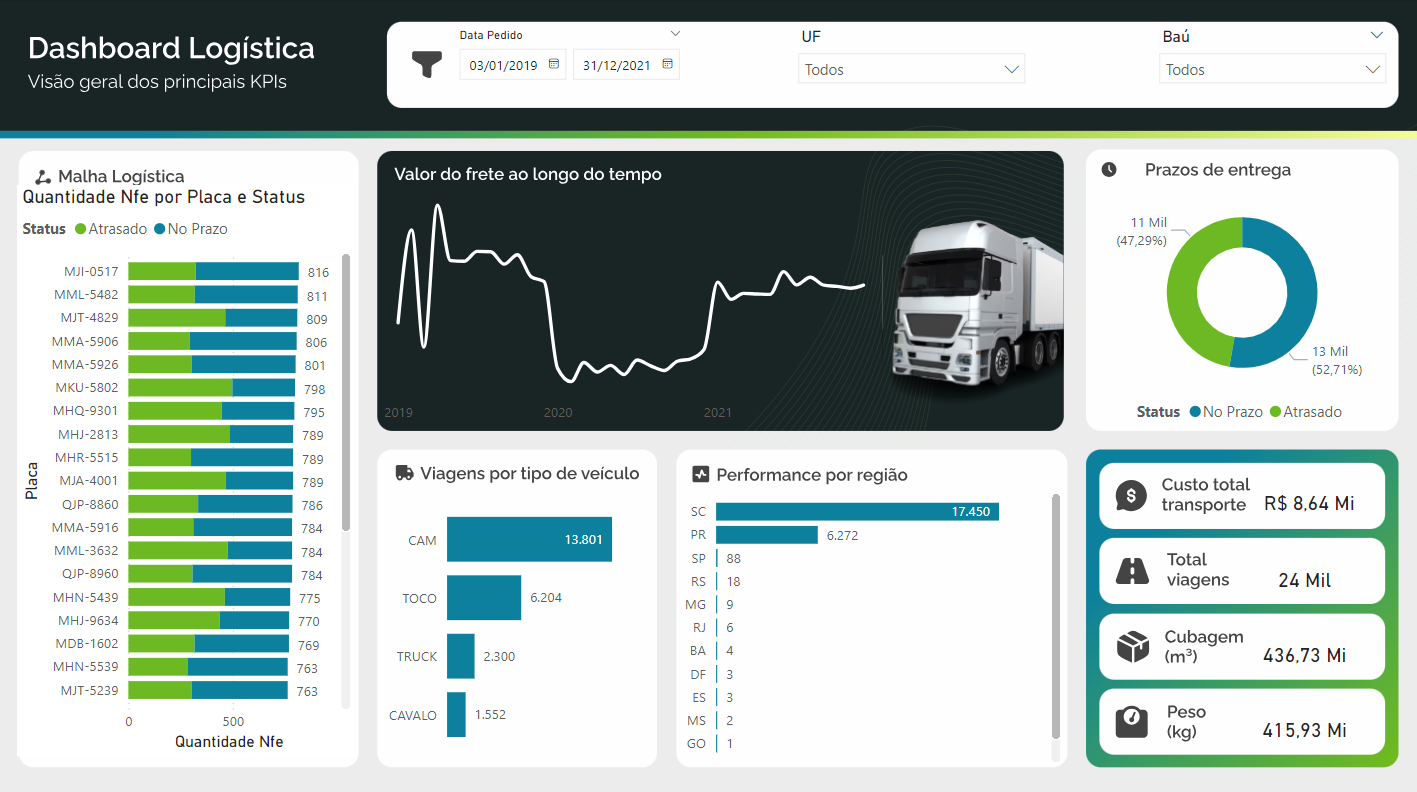 Dashboard Logística
Visão geral dos principais KPIs
Data Pedido
03/01/2019
31/12/2021
UF
Todos
Baú
Todos
Malha Logística
Quantidade Nfe por Placa e Status
Status Atrasado No Prazo
Placa
MJI-0517 816
MML-5482 811
MJT-4829 809
MMA-5906 806
MMA-5926 801
MKU-5802 798
MHQ-9301 795
MHJ-2813 789
MHR-5515 789
MJA-4001 789
QJP-8860 786
MMA-5916 784
MML-3632 784
QJP-8960 784
MHN-5439 775
MHJ-9634 770
MDB-1602 769
MHN-5539 763
MJT-5239 763
0 500
Quantidade Nfe
Valor do frete ao longo do tempo
2019 2020 2021
Prazos de entrega
11 Mil
(47,29%)
13 Mil
(52,71%)
Status No Prazo Atrasado
Viagens por tipo de veículo
CAM 13.801
TOCO 6.204
TRUCK 2.300
CAVALO 1.552
Performance por região
SC 17.450
PR 6.272
SP 88
RS 18
MG 9
RJ 6
BA 4
DF 3
ES 3
MS 2
GO 1
Custo total
transporte
R$ 8,64 Mi
Total
viagens
24 Mil
Cubagem
(m³)
436,73 Mi
Peso
(kg)
415,93 Mi